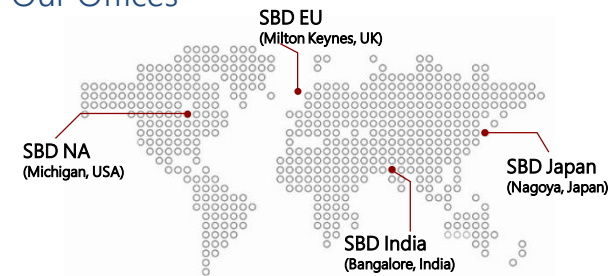 Our Offices
SBD EU
(Milton Keynes, UK)
SBD NA
(Michigan, USA)
SBD Japan
(Nagoya, Japan)
SBD India
(Bangalore, India)